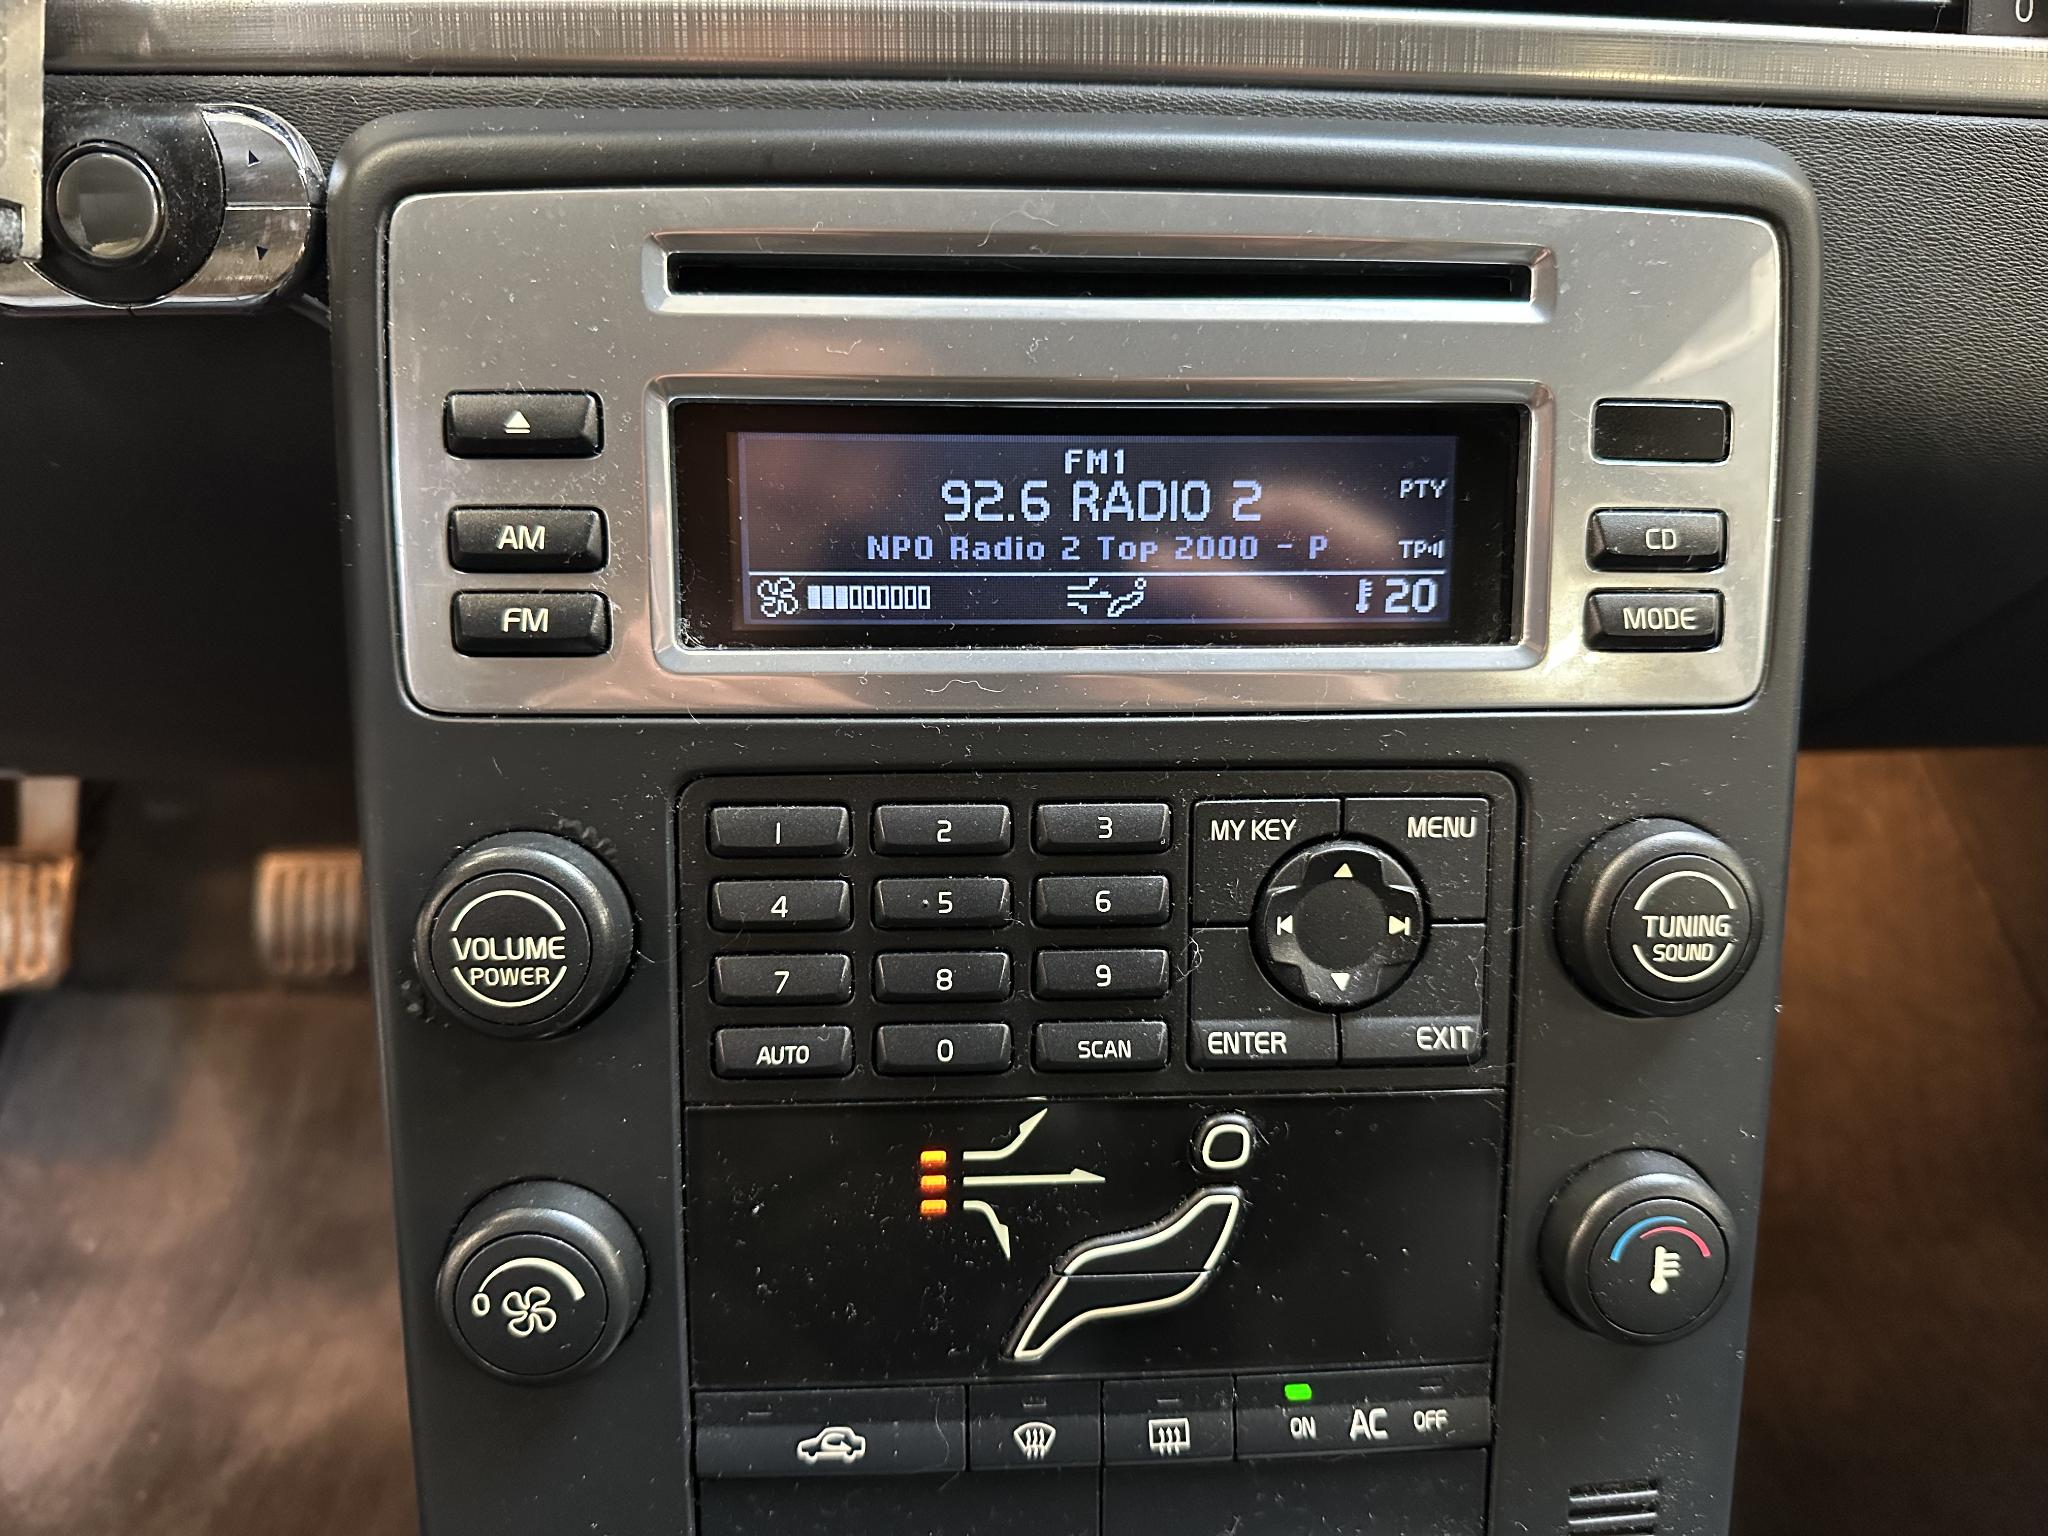 0
FM1
92.6 RADIO 2
PTY
NPO Radio 2 Top 2000 - P
TP
20
AM
FM
CD
MODE
1 2 3
4 5 6
7 8 9
AUTO 0 SCAN
MY KEY MENU
ENTER EXIT
VOLUME
POWER
TUNING
SOUND
0
ON AC OFF